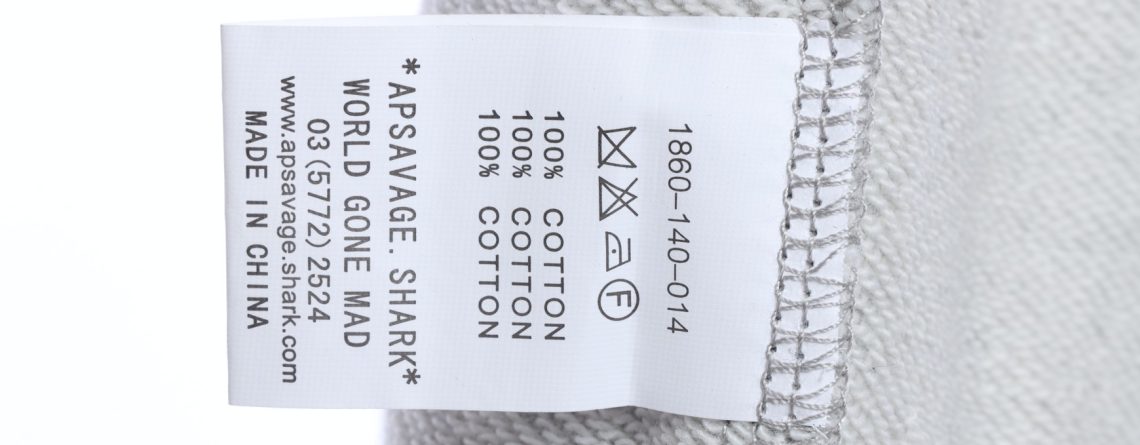 1860-140-014
F
100% COTTON
100% COTTON
100% COTTON
*APSAVAGE. SHARK*
WORLD GONE MAD
03 (5772) 2524
www.apsavage.shark.com
MADE IN CHINA